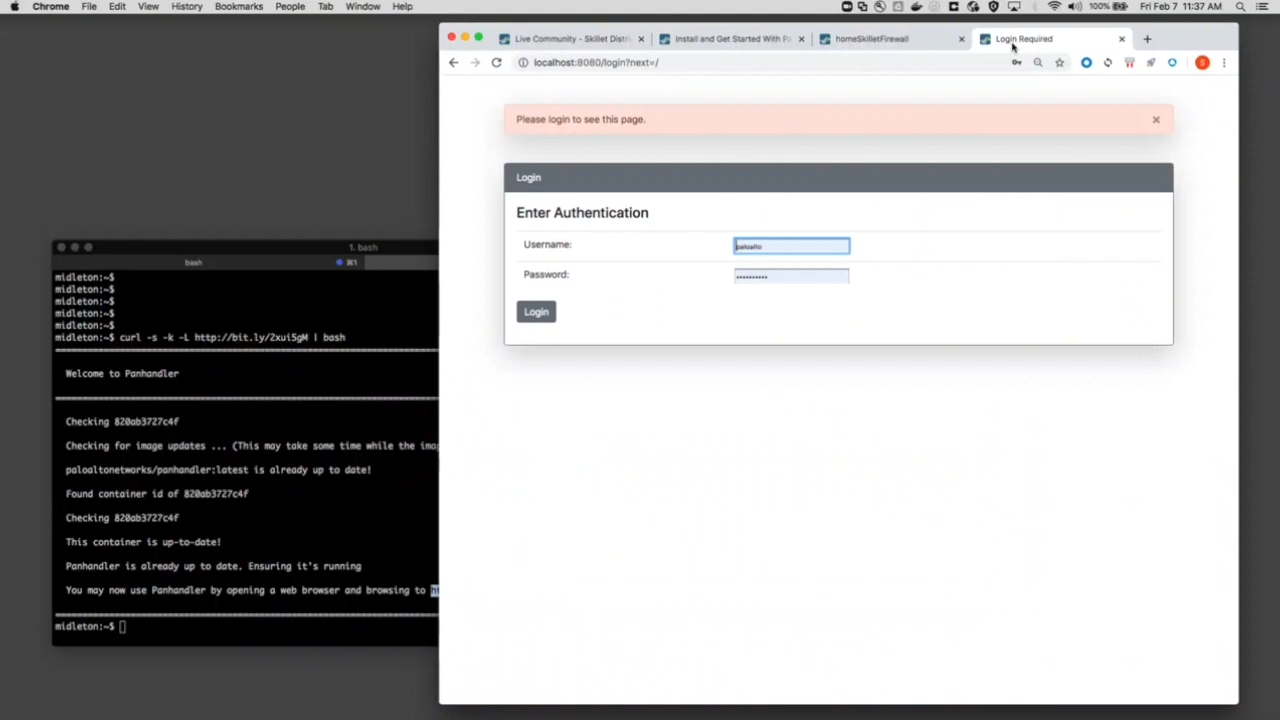 Chrome File Edit View History Bookmarks People Tab Window Help 100% Fri Feb 7 11:37 AM
Live Community - Skillet Distri Install and Get Started With Pa homeSkilletFirewall Login Required
localhost:8080/login?next=/ S
Please login to see this page.
Login
Enter Authentication
Username: paloalto
Password: ••••••••••
Login
1. bash
bash ⌘1
midleton:~$
midleton:~$
midleton:~$
midleton:~$
midleton:~$
midleton:~$ curl -s -k -L http://bit.ly/2xui5gM | bash
Welcome to Panhandler
Checking 820ab3727c4f
Checking for image updates ... (This may take some time while the imag
paloaltonetworks/panhandler:latest is already up to date!
Found container id of 820ab3727c4f
Checking 820ab3727c4f
This container is up-to-date!
Panhandler is already up to date. Ensuring it's running
You may now use Panhandler by opening a web browser and browsing to
midleton:~$